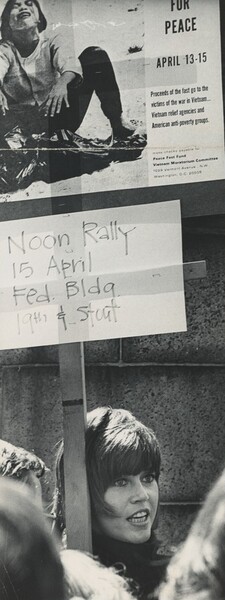 FOR
PEACE
APRIL 13-15
Proceeds of the fast go to the
victims of the war in Vietnam...
Vietnam relief agencies and
American anti-poverty groups.
Peace Fast Fund
Vietnam Moratorium Committee
Washington, D.C. 20005
Noon Rally
15 April
Fed. Bldg
19th & Stout